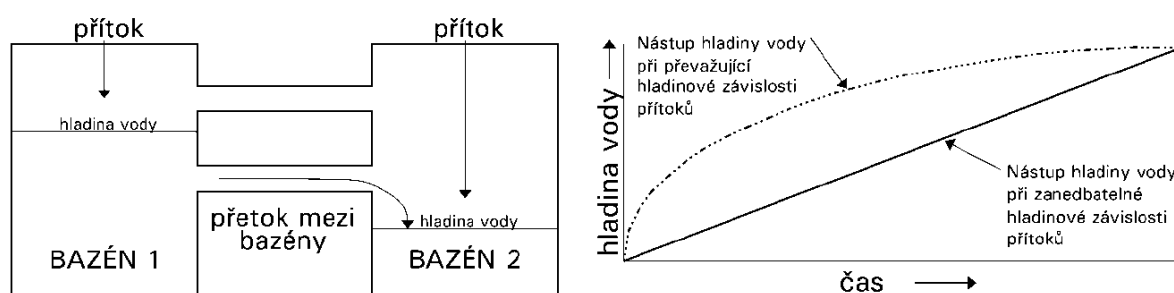 přítok
přítok
hladina vody
přetok mezi
bazény
hladina vody
BAZÉN 1
BAZÉN 2
hladina vody
Nástup hladiny vody
při převažující
hladinové závislosti
přítoků
Nástup hladiny vody
při zanedbatelné
hladinové závislosti
přítoků
čas